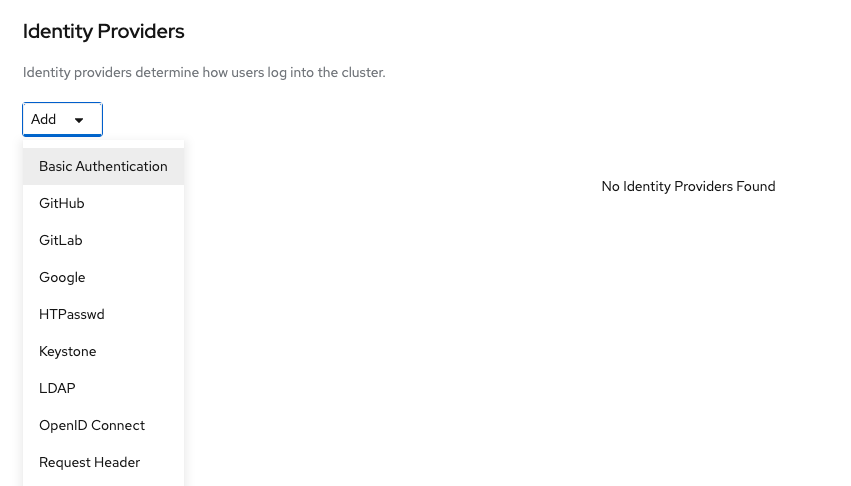 Identity Providers
Identity providers determine how users log into the cluster.
Add
Basic Authentication
No Identity Providers Found
GitHub
GitLab
Google
HTPasswd
Keystone
LDAP
OpenID Connect
Request Header